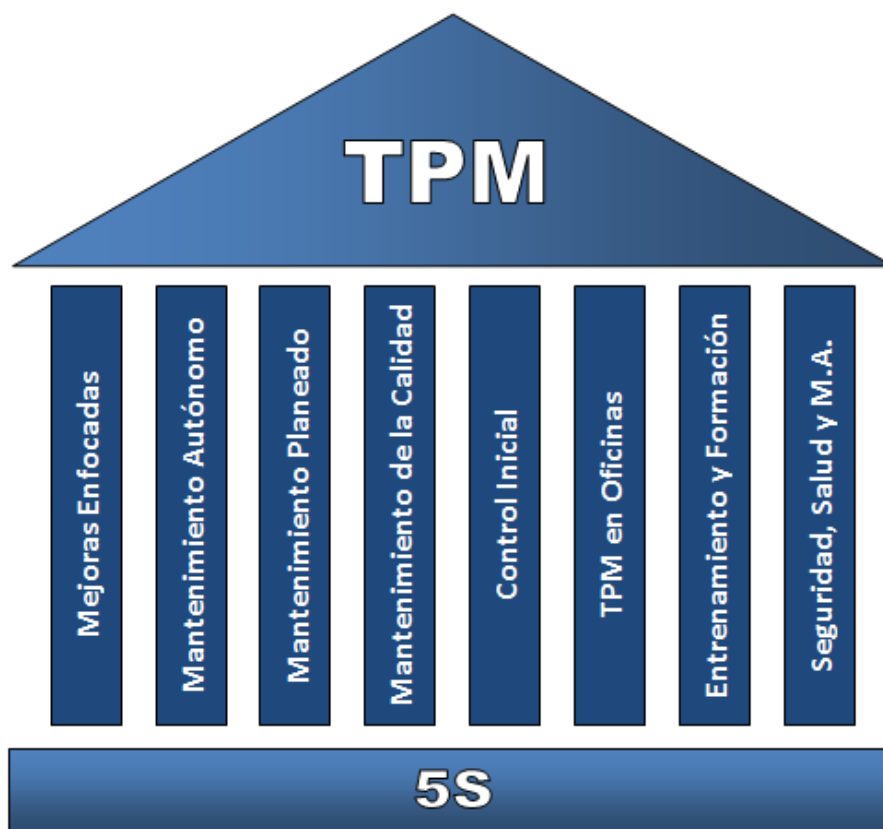 TPM
Mejoras Enfocadas
Mantenimiento Autónomo
Mantenimiento Planeado
Mantenimiento de la Calidad
Control Inicial
TPM en Oficinas
Entrenamiento y Formación
Seguridad, Salud y M.A.
5S